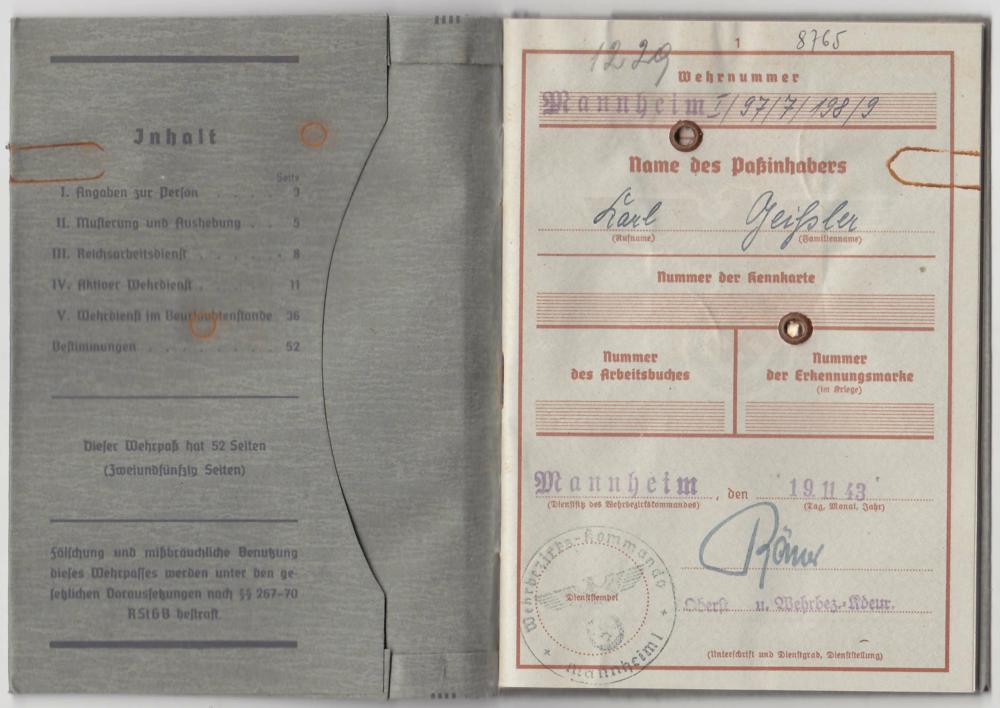 Inhalt
Seite
I. Angaben zur Person . . . . . 3
II. Musterung und Aushebung . . 5
III. Reichsarbeitsdienst . . . . . . 8
IV. Aktiver Wehrdienst . . . . . . 11
V. Wehrdienst im Beurlaubtenstande 36
Bestimmungen . . . . . . . . . 52
Dieser Wehrpaß hat 52 Seiten
(Zweiundfünfzig Seiten)
Fälschung und mißbräuchliche Benutzung
dieses Wehrpasses werden unter den ge-
setzlichen Voraussetzungen nach §§ 267-70
RStGB bestraft.
1
8765
1229
Wehrnummer
Mannheim I/97/7/198/9
Name des Paßinhabers
Karl Geißler
(Rufname) (Familienname)
Nummer der Kennkarte
Nummer
des Arbeitsbuches
Nummer
der Erkennungsmarke
(im Kriege)
Mannheim, den 19 11 43
(Dienstsitz des Wehrbezirkskommandos) (Tag, Monat, Jahr)
Wehrbezirks-Kommando
Mannheim I
Dienststempel
Oberst u. Wehrbez.-Kdeur.
(Unterschrift und Dienstgrad, Dienststellung)